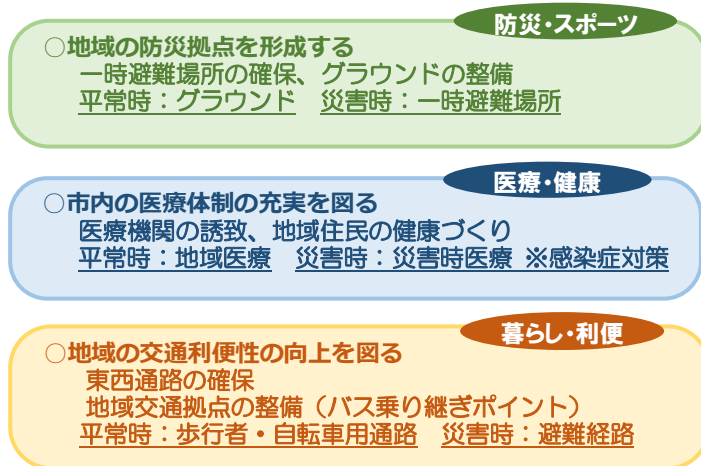 防災・スポーツ
○地域の防災拠点を形成する
一時避難場所の確保、グラウンドの整備
平常時：グラウンド　災害時：一時避難場所
医療・健康
○市内の医療体制の充実を図る
医療機関の誘致、地域住民の健康づくり
平常時：地域医療　災害時：災害時医療 ※感染症対策
暮らし・利便
○地域の交通利便性の向上を図る
東西通路の確保
地域交通拠点の整備（バス乗り継ぎポイント）
平常時：歩行者・自転車用通路　災害時：避難経路